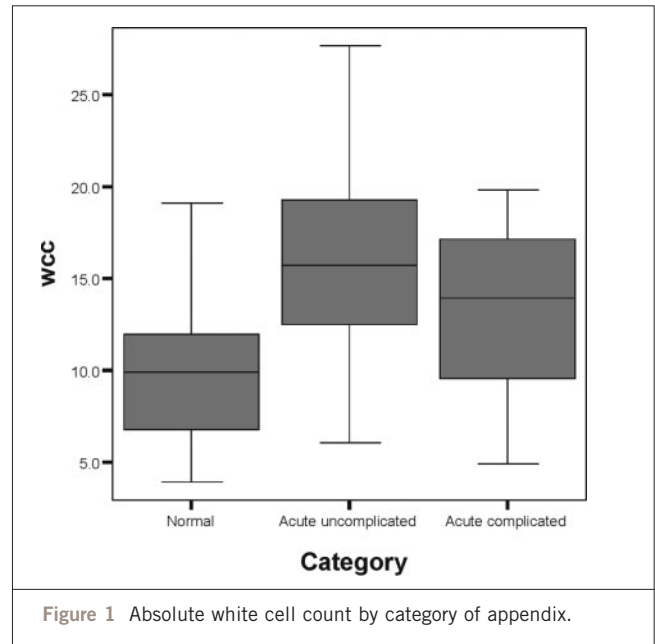 25.0
20.0
15.0
10.0
5.0
WCC
Normal Acute uncomplicated Acute complicated
Category
Figure 1 Absolute white cell count by category of appendix.